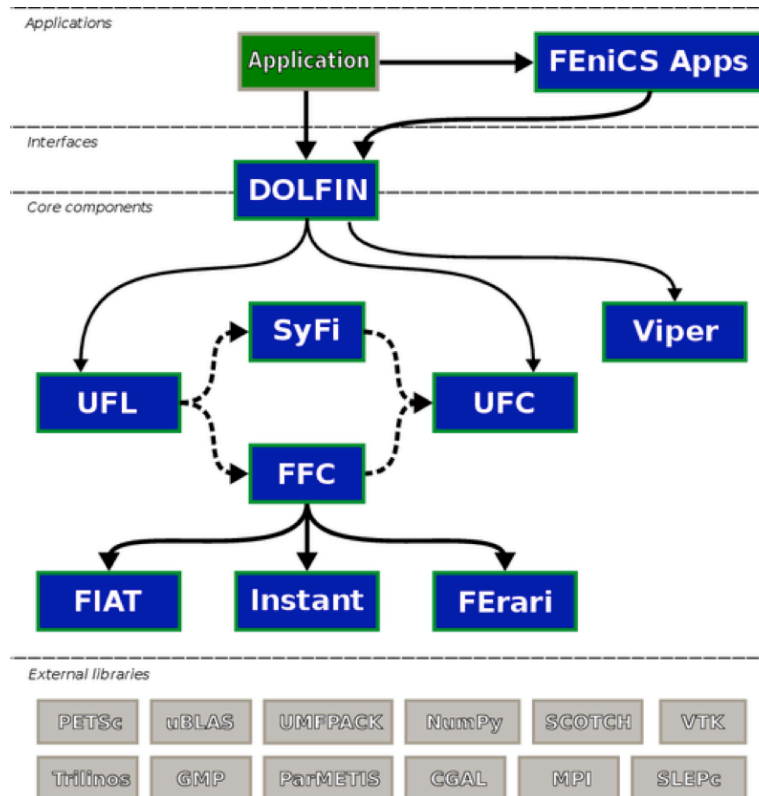 Applications
Application
FEniCS Apps
Interfaces
DOLFIN
Core components
SyFi
Viper
UFL
UFC
FFC
FIAT
Instant
FErari
External libraries
PETSc
uBLAS
UMFPACK
NumPy
SCOTCH
VTK
Trilinos
GMP
ParMETIS
CGAL
MPI
SLEPc